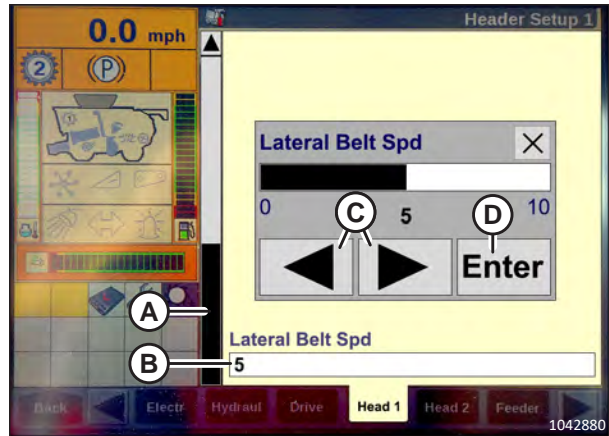 0.0 mph
Header Setup 1
2
(P)
Lateral Belt Spd
X
0
5
10
C
D
Enter
A
Lateral Belt Spd
B
5
Back
Electr
Hydraul
Drive
Head 1
Head 2
Feeder
1042880